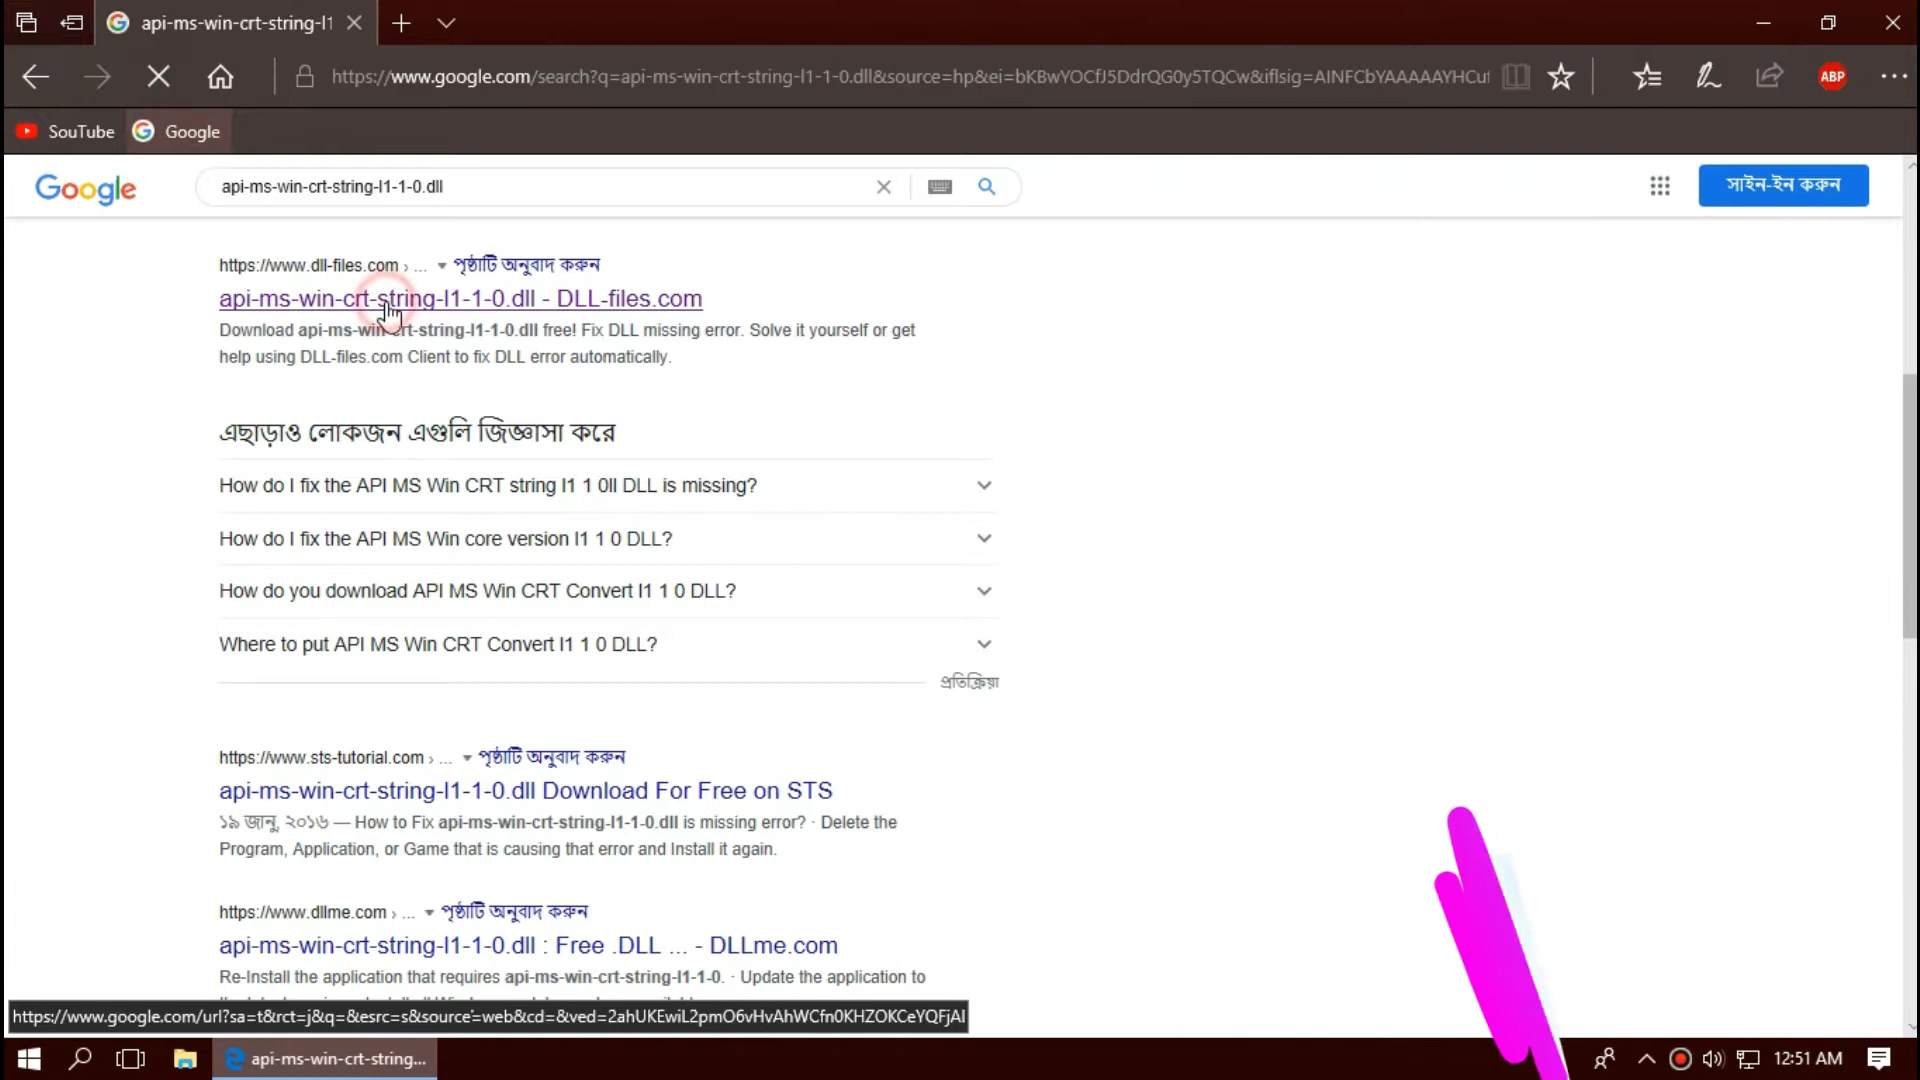 api-ms-win-crt-string-l1
https://www.google.com/search?q=api-ms-win-crt-string-l1-1-0.dll&source=hp&ei=bKBwYOCfJ5DdrQG0y5TQCw&iflsig=AINFCbYAAAAAYHCu
ABP
SouTube
Google
Google
api-ms-win-crt-string-l1-1-0.dll
সাইন-ইন করুন
https://www.dll-files.com › ... পৃষ্ঠাটি অনুবাদ করুন
api-ms-win-crt-string-l1-1-0.dll - DLL-files.com
Download api-ms-win-crt-string-l1-1-0.dll free! Fix DLL missing error. Solve it yourself or get
help using DLL-files.com Client to fix DLL error automatically.
এছাড়াও লোকজন এগুলি জিজ্ঞাসা করে
How do I fix the API MS Win CRT string l1 1 0ll DLL is missing?
How do I fix the API MS Win core version l1 1 0 DLL?
How do you download API MS Win CRT Convert l1 1 0 DLL?
Where to put API MS Win CRT Convert l1 1 0 DLL?
প্রতিক্রিয়া
https://www.sts-tutorial.com › ... পৃষ্ঠাটি অনুবাদ করুন
api-ms-win-crt-string-l1-1-0.dll Download For Free on STS
১৯ জানু, ২০১৬ — How to Fix api-ms-win-crt-string-l1-1-0.dll is missing error? · Delete the
Program, Application, or Game that is causing that error and Install it again.
https://www.dllme.com › ... পৃষ্ঠাটি অনুবাদ করুন
api-ms-win-crt-string-l1-1-0.dll : Free .DLL ... - DLLme.com
Re-Install the application that requires api-ms-win-crt-string-l1-1-0. · Update the application to
https://www.google.com/url?sa=t&rct=j&q=&esrc=s&source=web&cd=&ved=2ahUKEwiL2pmO6vHvAhWCfn0KHZOKCeYQFjAI
api-ms-win-crt-string...
12:51 AM